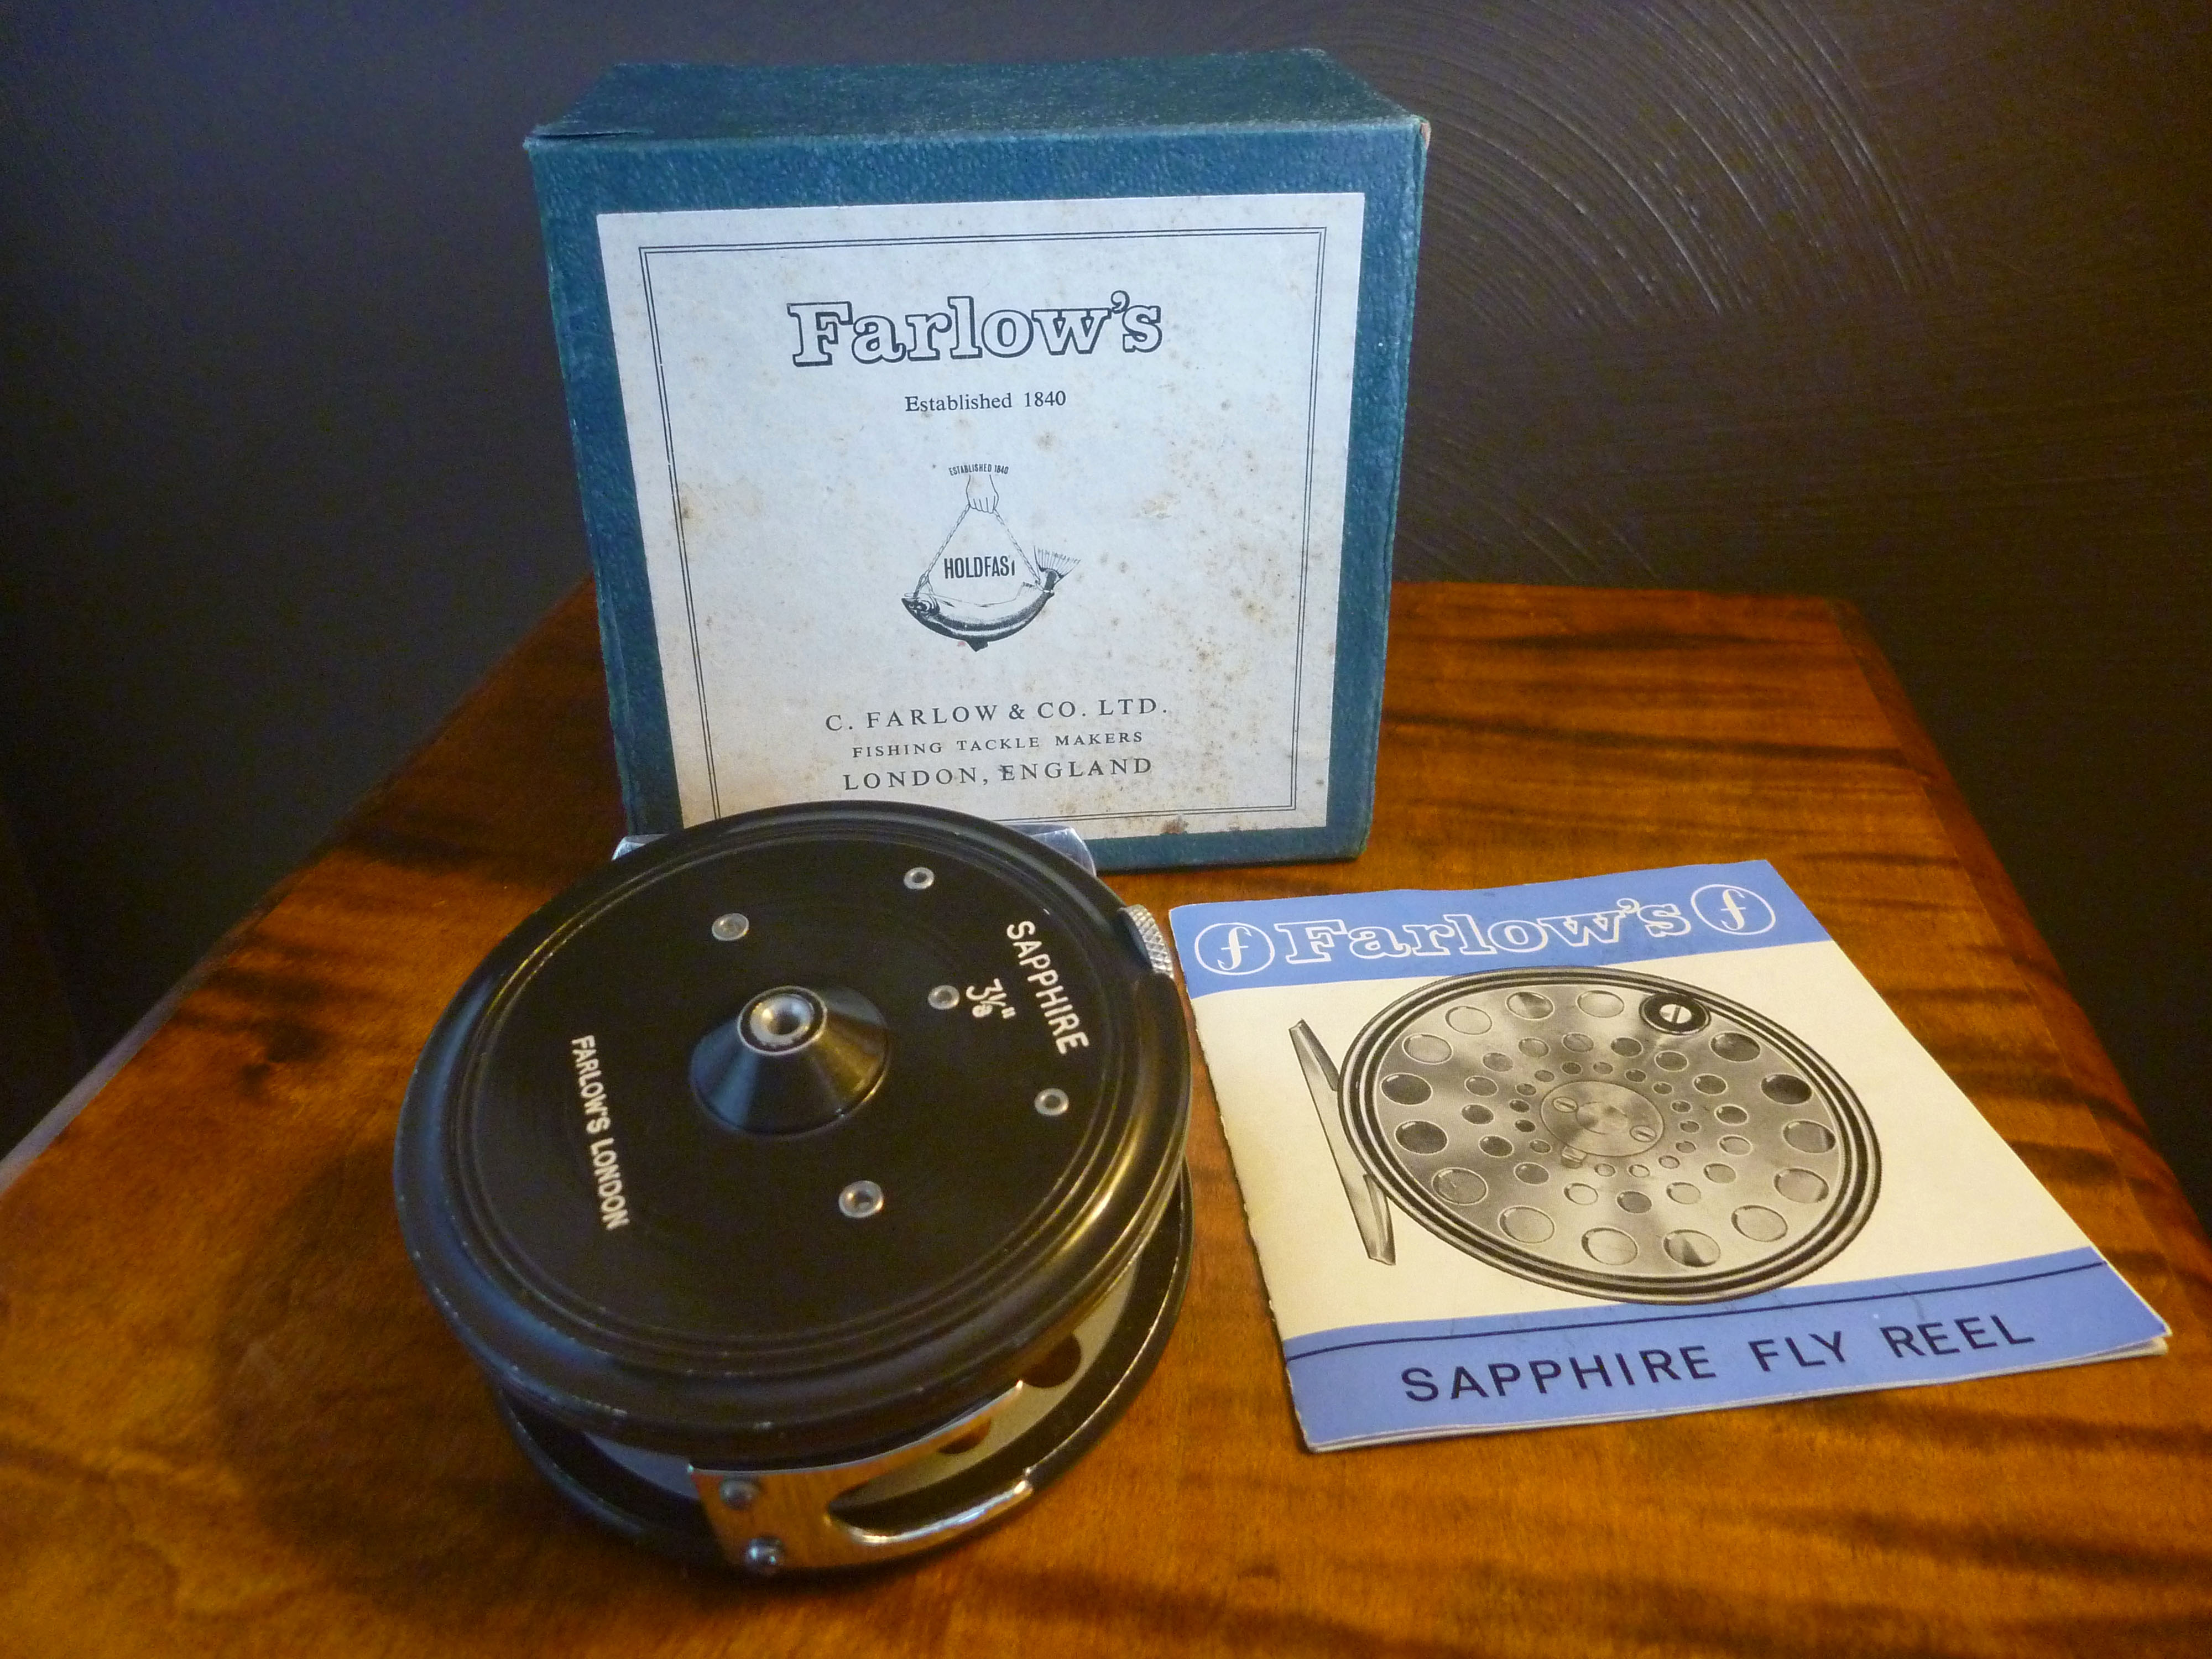 Farlow's
Established 1840
ESTABLISHED 1840
HOLDFAST
C. FARLOW & CO. LTD.
FISHING TACKLE MAKERS
LONDON, ENGLAND
SAPPHIRE
3⅛"
FARLOW'S LONDON
f Farlow's f
SAPPHIRE FLY REEL